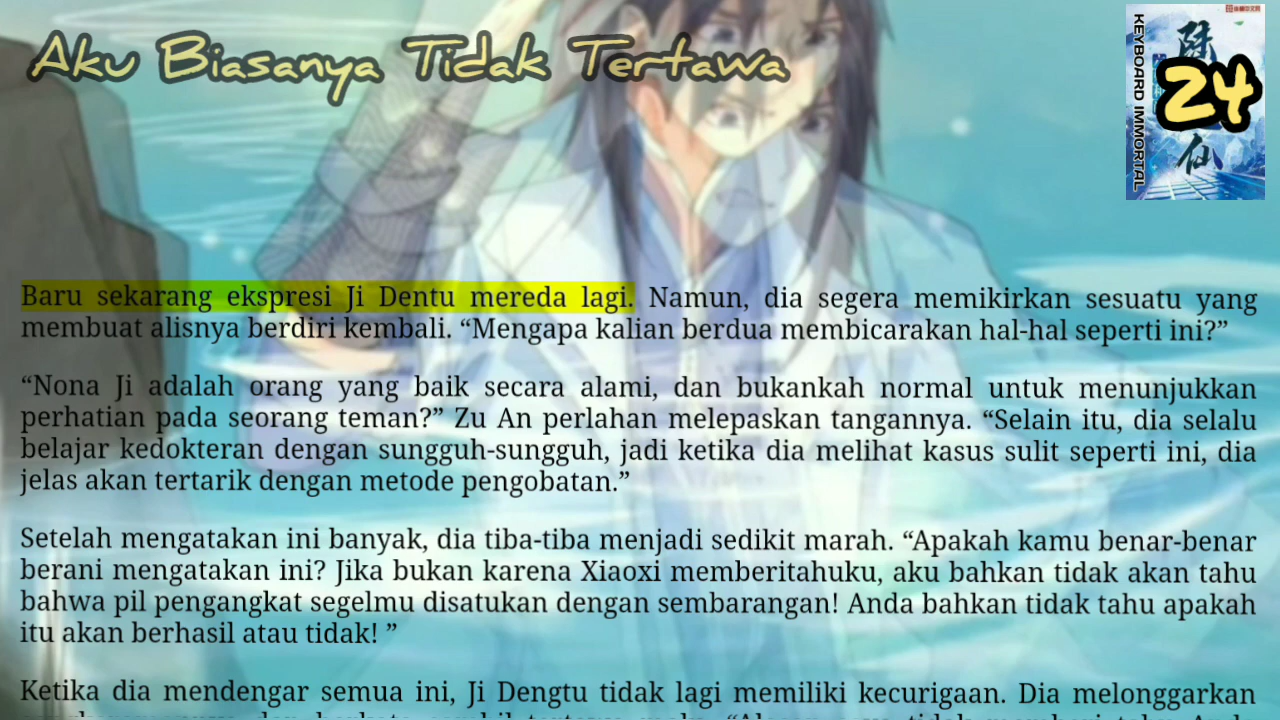 Aku Biasanya Tidak Tertawa
KEYBOARD IMMORTAL
24
仙
Baru sekarang ekspresi Ji Dentu mereda lagi. Namun, dia segera memikirkan sesuatu yang
membuat alisnya berdiri kembali. “Mengapa kalian berdua membicarakan hal-hal seperti ini?”
“Nona Ji adalah orang yang baik secara alami, dan bukankah normal untuk menunjukkan
perhatian pada seorang teman?” Zu An perlahan melepaskan tangannya. “Selain itu, dia selalu
belajar kedokteran dengan sungguh-sungguh, jadi ketika dia melihat kasus sulit seperti ini, dia
jelas akan tertarik dengan metode pengobatan.”
Setelah mengatakan ini banyak, dia tiba-tiba menjadi sedikit marah. “Apakah kamu benar-benar
berani mengatakan ini? Jika bukan karena Xiaoxi memberitahuku, aku bahkan tidak akan tahu
bahwa pil pengangkat segelmu disatukan dengan sembarangan! Anda bahkan tidak tahu apakah
itu akan berhasil atau tidak! ”
Ketika dia mendengar semua ini, Ji Dengtu tidak lagi memiliki kecurigaan. Dia melonggarkan